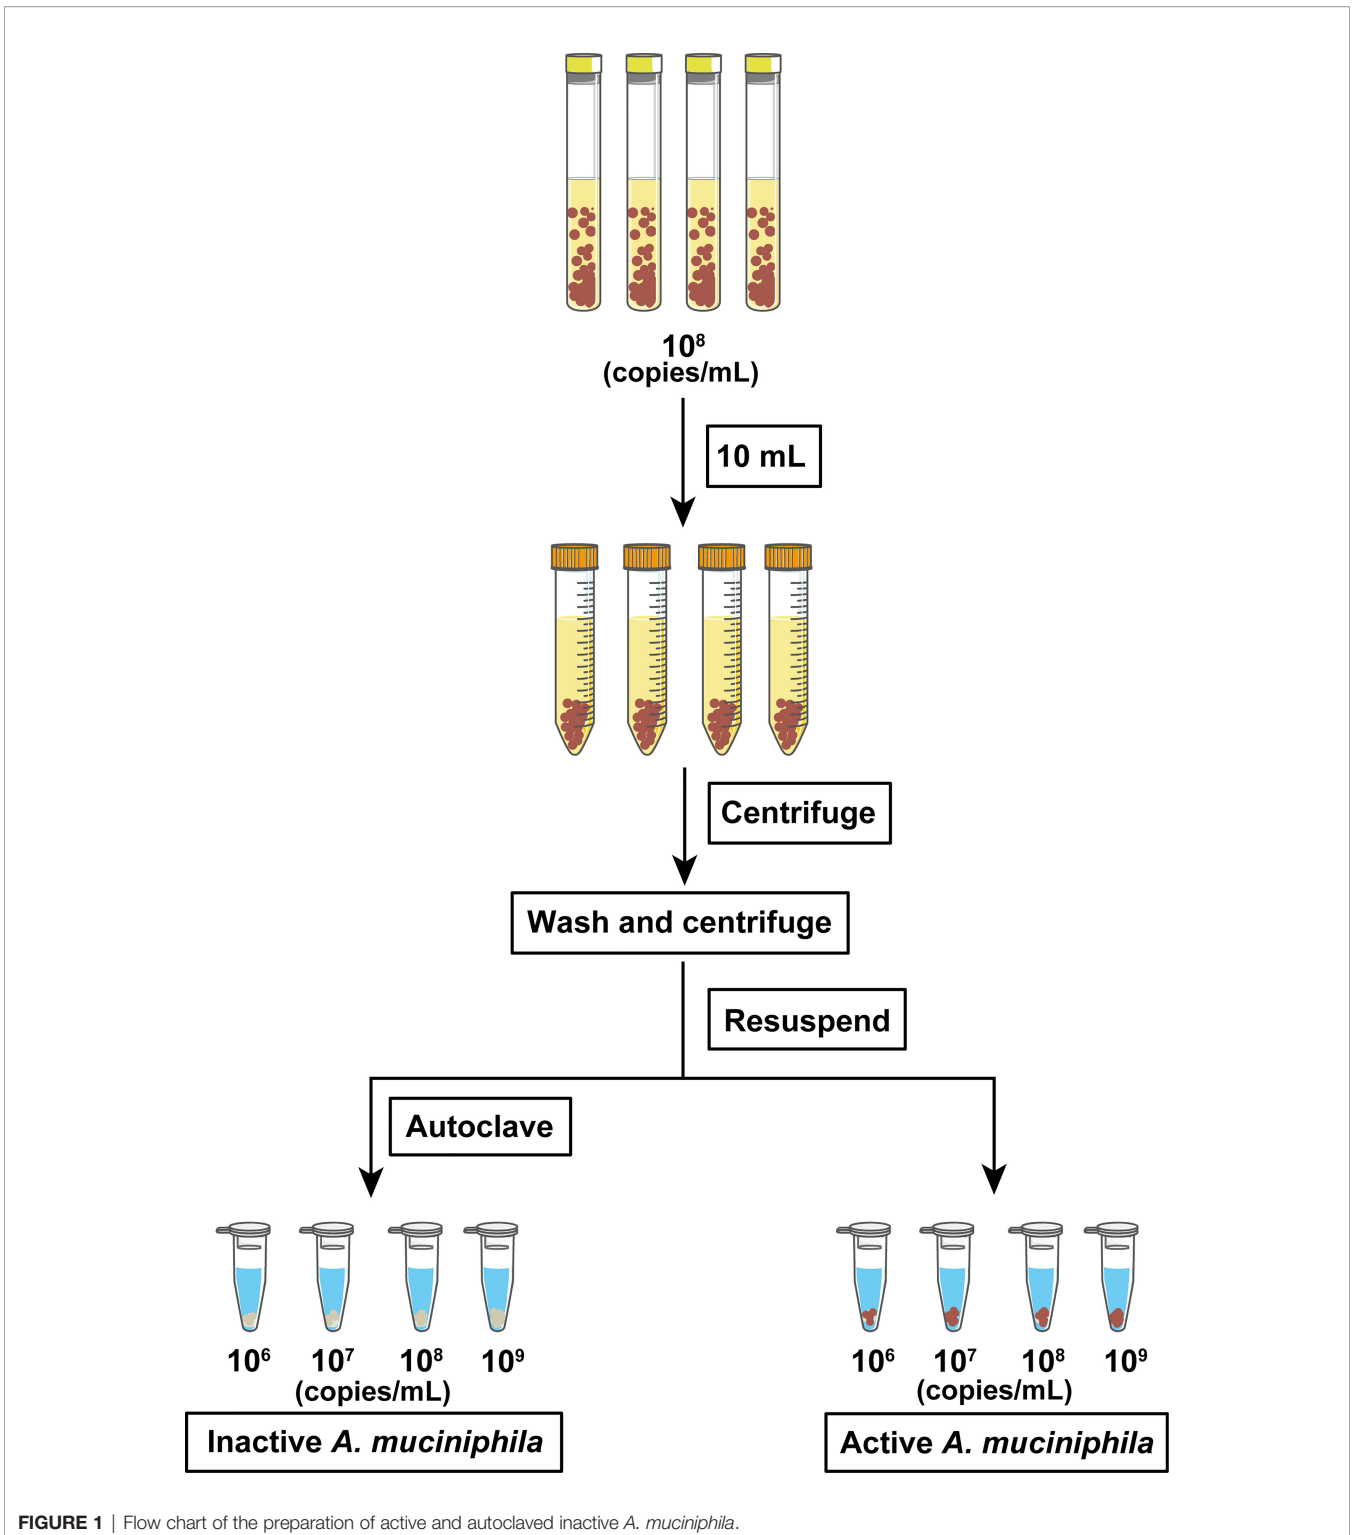 10⁸
(copies/mL)
10 mL
Centrifuge
Wash and centrifuge
Resuspend
Autoclave
10⁶ 10⁷ 10⁸ 10⁹
(copies/mL)
Inactive A. muciniphila
10⁶ 10⁷ 10⁸ 10⁹
(copies/mL)
Active A. muciniphila
FIGURE 1 | Flow chart of the preparation of active and autoclaved inactive A. muciniphila.